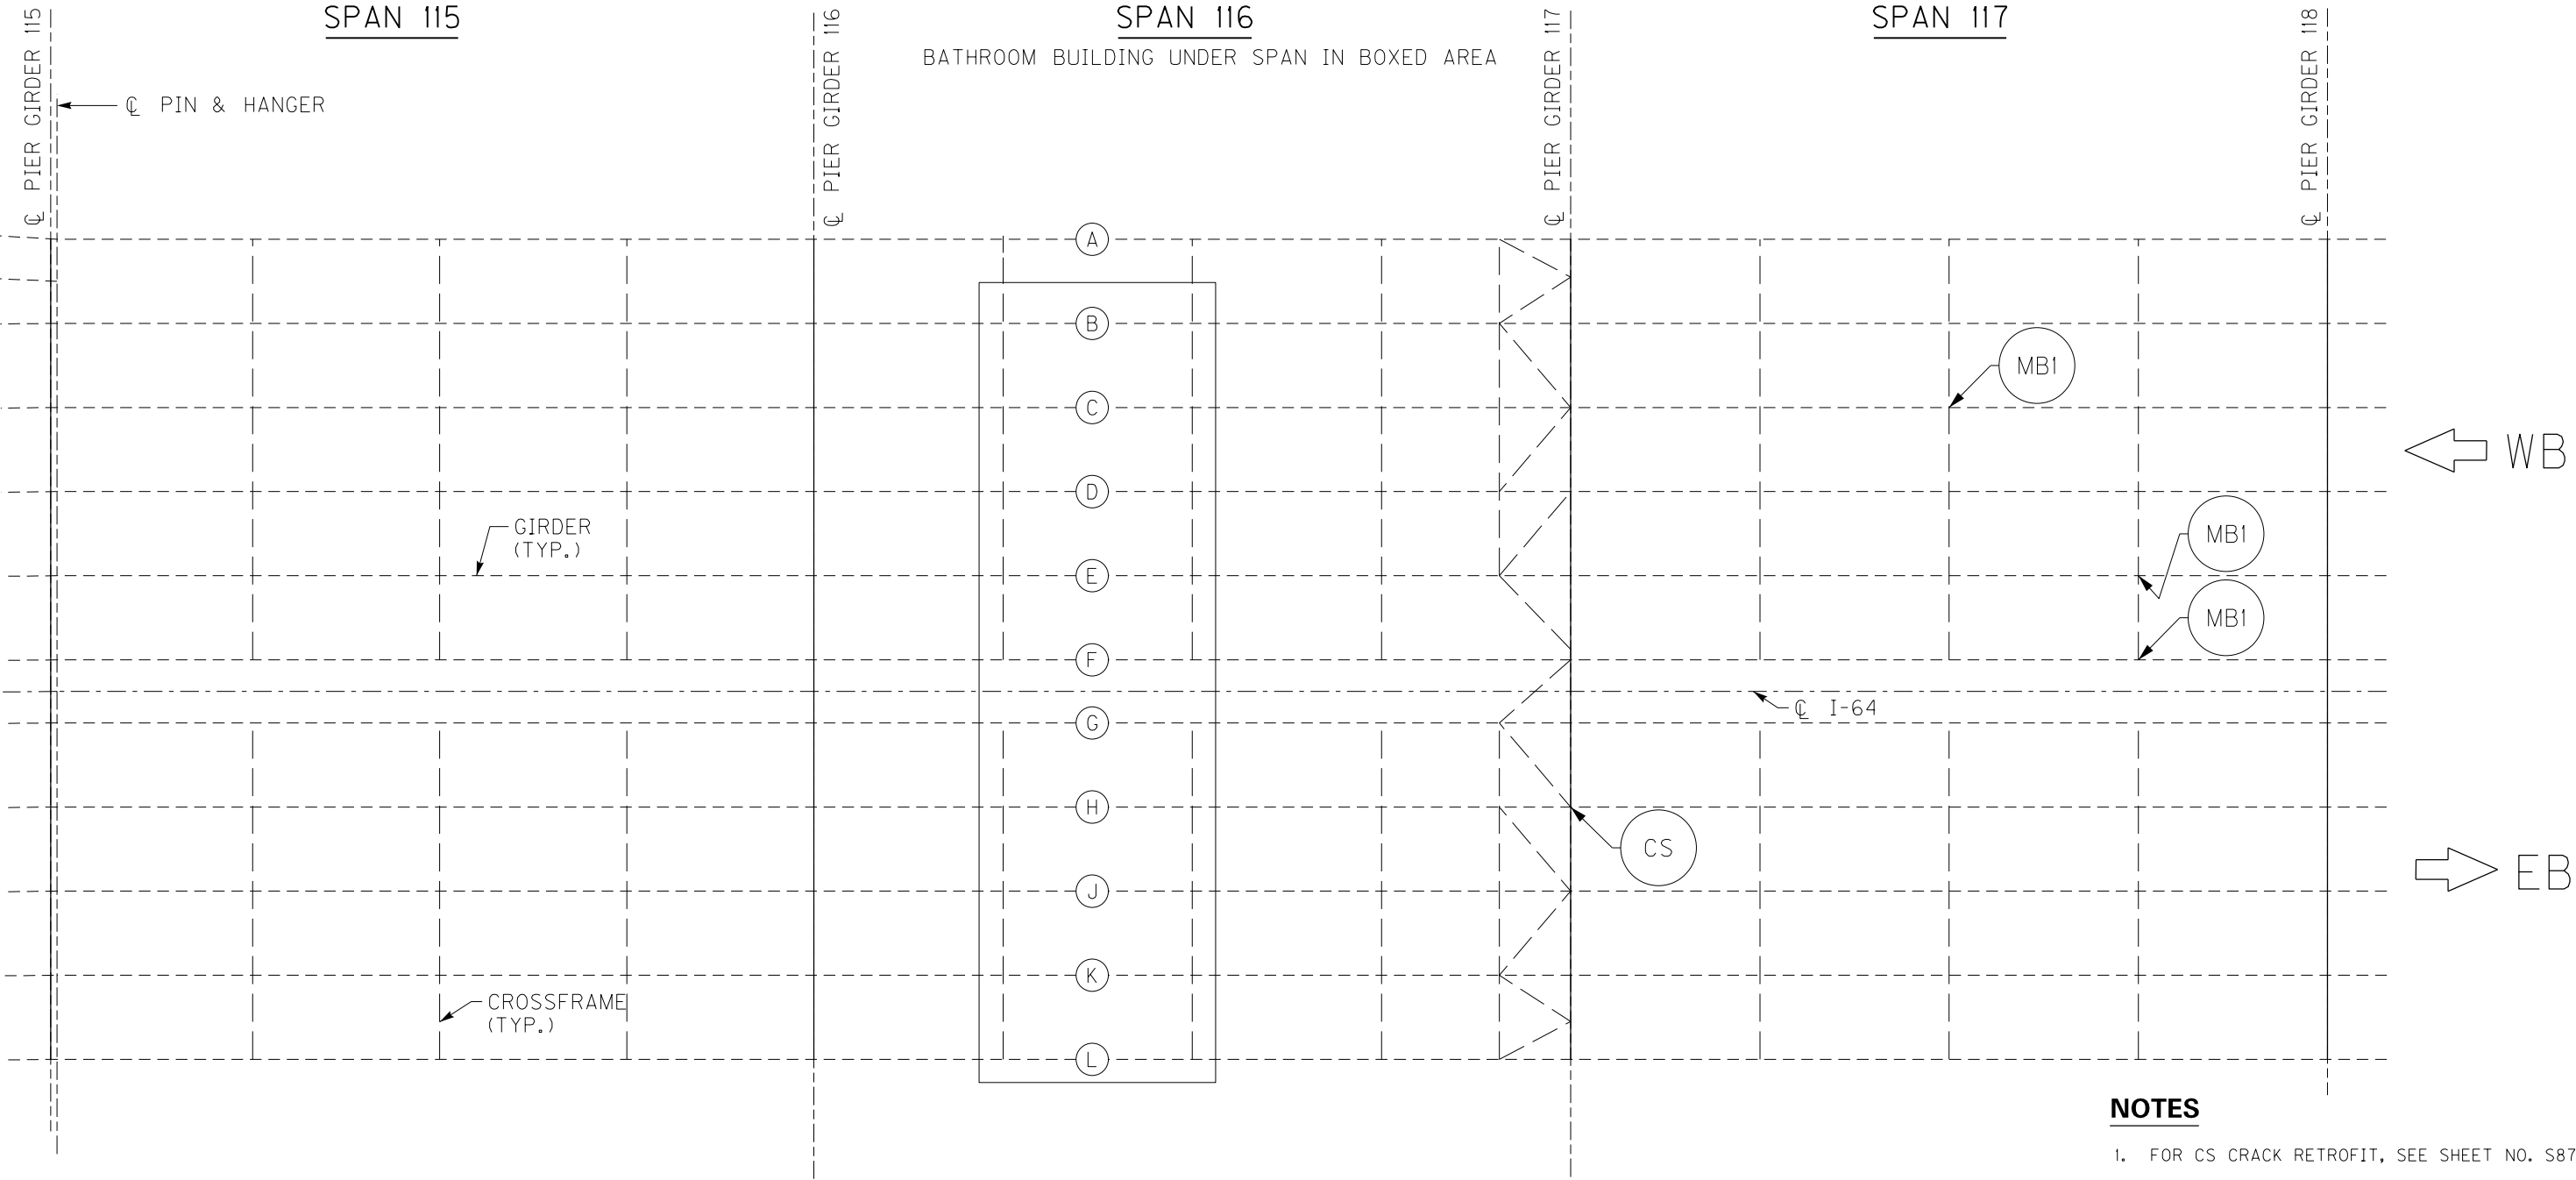 SPAN 115
SPAN 116
SPAN 117
BATHROOM BUILDING UNDER SPAN IN BOXED AREA
℄ PIER GIRDER 115
℄ PIN & HANGER
℄ PIER GIRDER 116
℄ PIER GIRDER 117
℄ PIER GIRDER 118
A
B
MB1
C
WB
D
GIRDER
(TYP.)
MB1
E
MB1
F
℄ I-64
G
H
CS
EB
J
K
CROSSFRAME
(TYP.)
L
NOTES
1. FOR CS CRACK RETROFIT, SEE SHEET NO. S87